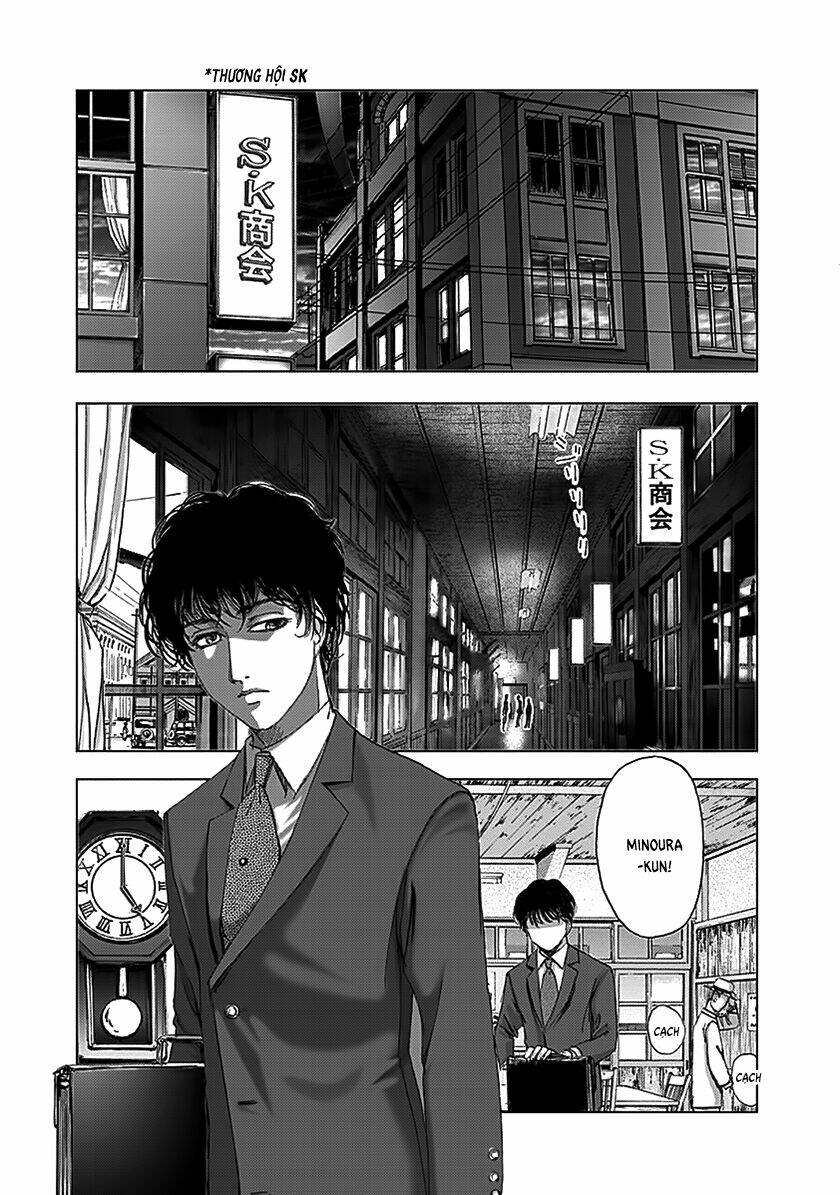 *THƯƠNG HỘI SK
S・K商会
S・K商会
MINOURA
-KUN!
CẠCH
CẠCH